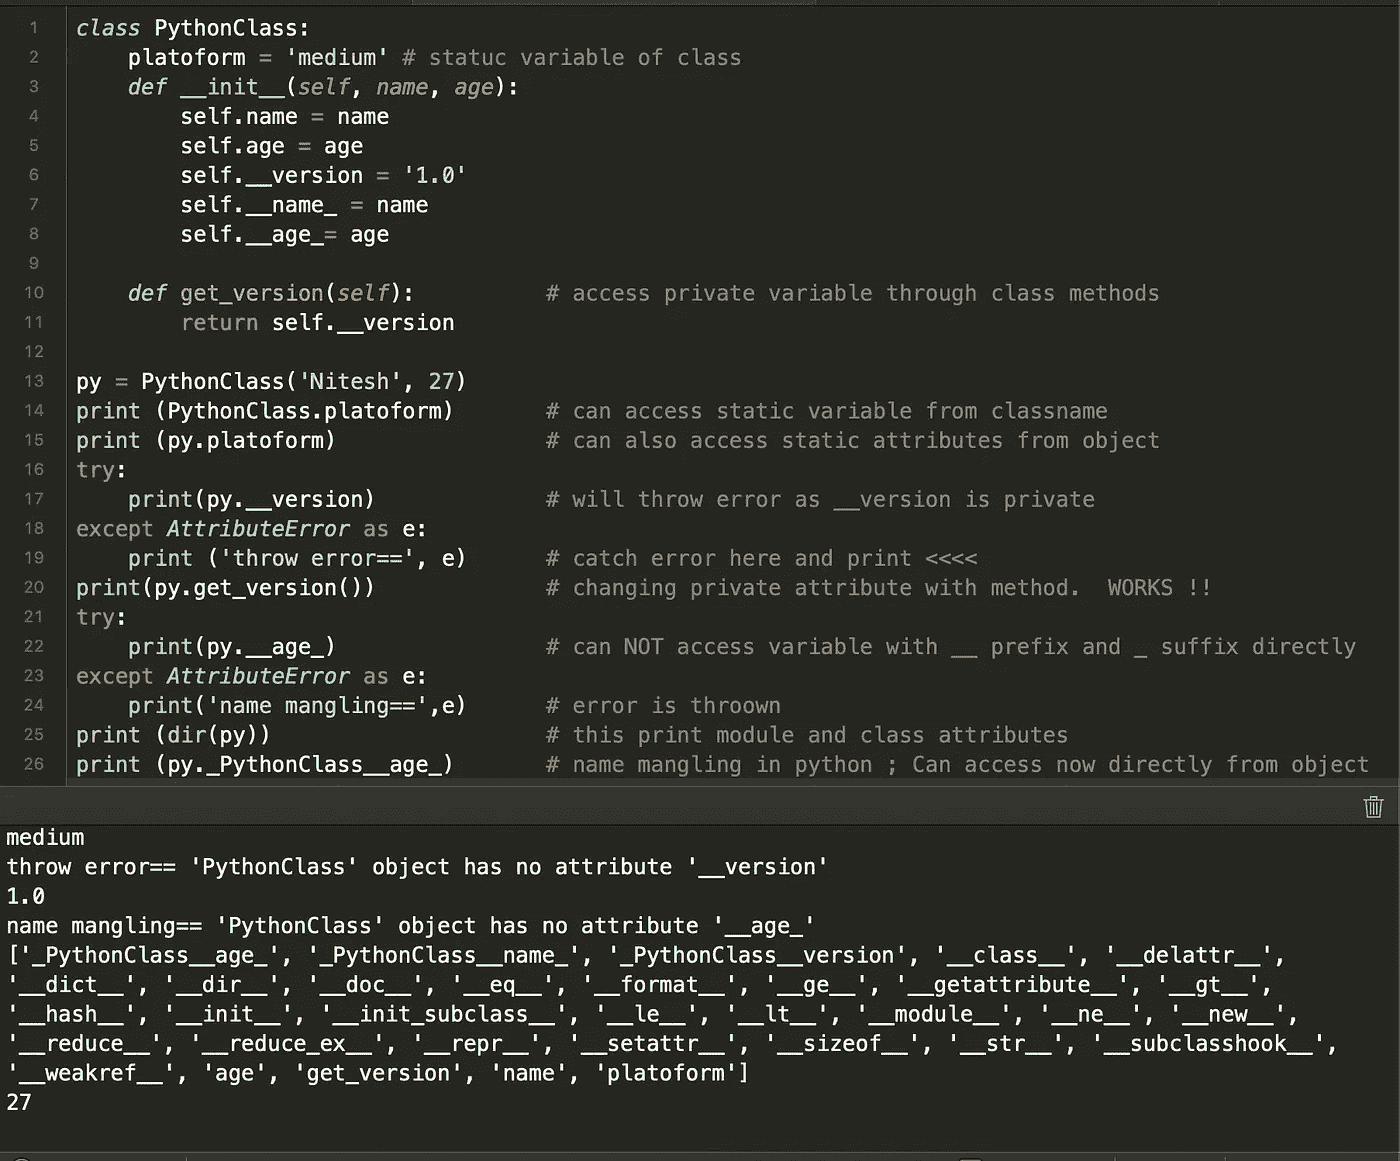 1 class PythonClass:
2 platoform = 'medium' # statuc variable of class
3 def __init__(self, name, age):
4 self.name = name
5 self.age = age
6 self.__version = '1.0'
7 self.__name_ = name
8 self.__age_= age
9
10 def get_version(self): # access private variable through class methods
11 return self.__version
12
13 py = PythonClass('Nitesh', 27)
14 print (PythonClass.platoform) # can access static variable from classname
15 print (py.platoform) # can also access static attributes from object
16 try:
17 print(py.__version) # will throw error as __version is private
18 except AttributeError as e:
19 print ('throw error==', e) # catch error here and print <<<<
20 print(py.get_version()) # changing private attribute with method.  WORKS !!
21 try:
22 print(py.__age_) # can NOT access variable with __ prefix and _ suffix directly
23 except AttributeError as e:
24 print('name mangling==',e) # error is throown
25 print (dir(py)) # this print module and class attributes
26 print (py._PythonClass__age_) # name mangling in python ; Can access now directly from object
medium
throw error== 'PythonClass' object has no attribute '__version'
1.0
name mangling== 'PythonClass' object has no attribute '__age_'
['_PythonClass__age_', '_PythonClass__name_', '_PythonClass__version', '__class__', '__delattr__',
'__dict__', '__dir__', '__doc__', '__eq__', '__format__', '__ge__', '__getattribute__', '__gt__',
'__hash__', '__init__', '__init_subclass__', '__le__', '__lt__', '__module__', '__ne__', '__new__',
'__reduce__', '__reduce_ex__', '__repr__', '__setattr__', '__sizeof__', '__str__', '__subclasshook__',
'__weakref__', 'age', 'get_version', 'name', 'platoform']
27